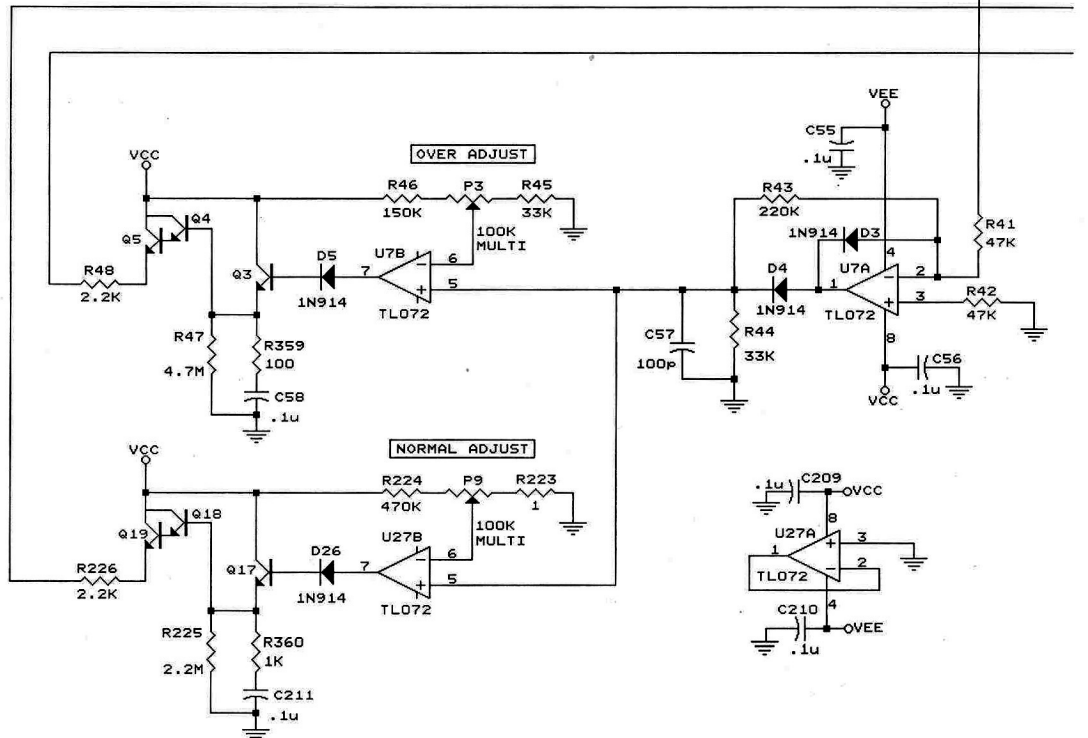 VEE
C55
.1u
VCC
OVER ADJUST
R46
150K
P3
R45
33K
100K
MULTI
R43
220K
R41
47K
1N914
D3
Q4
Q5
R48
2.2K
Q3
D5
1N914
7
U7B
6
5
TL072
D4
1N914
1
U7A
4
2
3
TL072
8
R42
47K
R47
4.7M
R359
100
C58
.1u
C57
100p
R44
33K
C56
.1u
VCC
VCC
NORMAL ADJUST
R224
470K
P9
R223
1
100K
MULTI
Q18
Q19
R226
2.2K
Q17
D26
1N914
7
U27B
6
5
TL072
R225
2.2M
R360
1K
C211
.1u
.1u
C209
VCC
8
U27A
1
3
2
TL072
4
C210
.1u
VEE